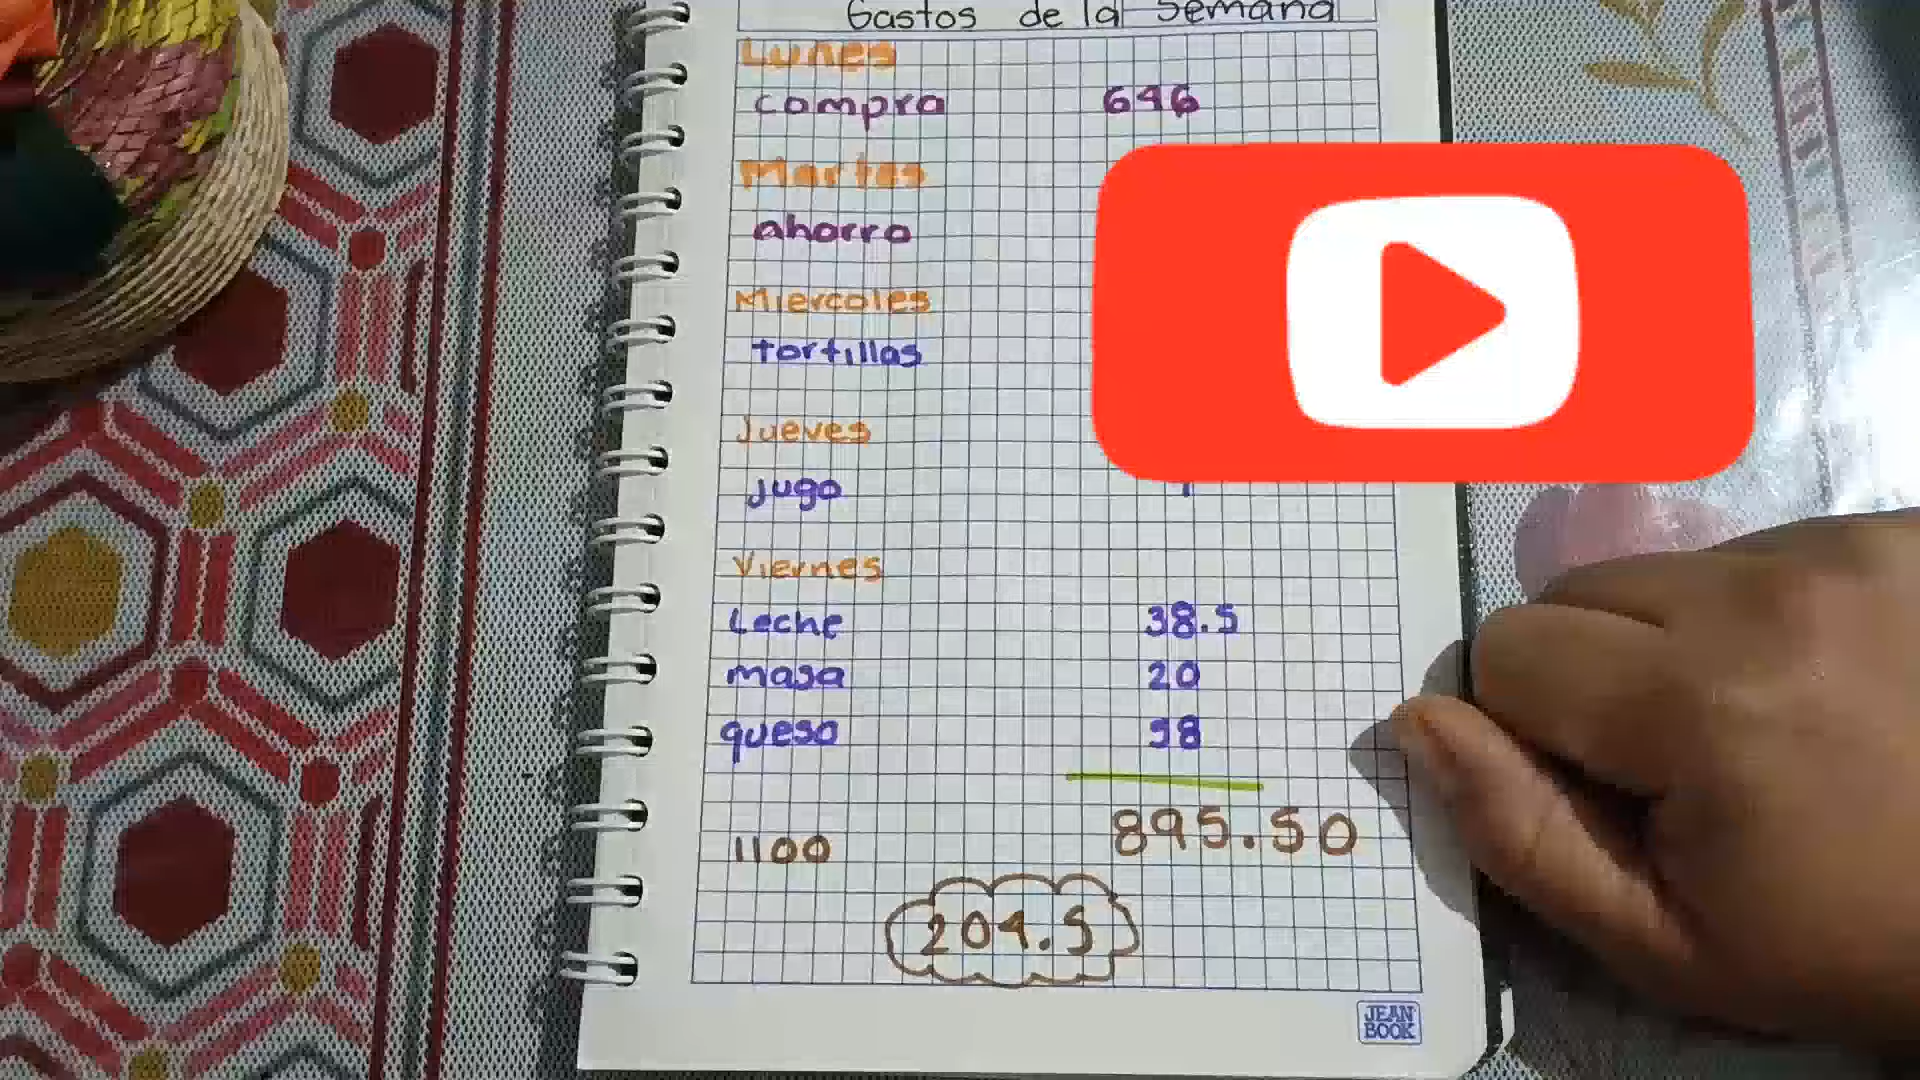 Gastos de la Semana
Lunes
compra 646
Martes
ahorro
Miercoles
tortillas
Jueves
jugo
Viernes
Leche 38.5
masa 20
queso 38
895.50
1100
204.5
JEAN BOOK